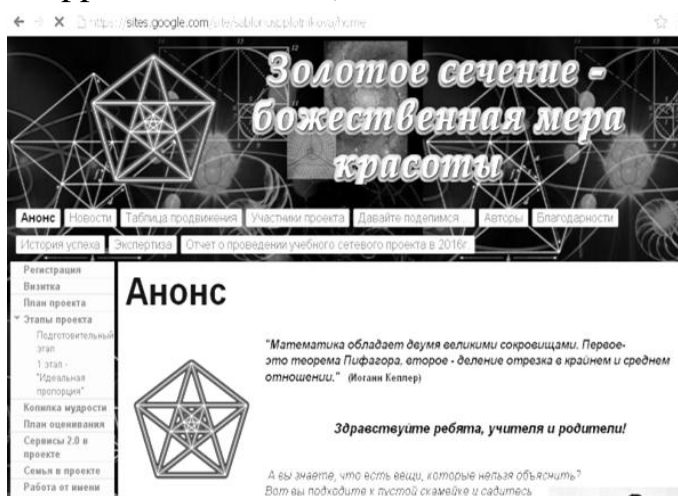 https://sites.google.com/site/
Золотое сечение -
божественная мера
красоты
Анонс Новости Таблица продвижения Участники проекта Давайте поделимся ... Авторы Благодарности
История успеха Экспертиза Отчет о проведении учебного сетевого проекта в 2016г.
Регистрация
Визитка
План проекта
Этапы проекта
Подготовительный
этап
1 этап -
"Идеальная
пропорция"
Копилка мудрости
План оценивания
Сервисы 2.0 в
проекте
Семья в проекте
Работа от имени
Анонс
"Математика обладает двумя великими сокровищами. Первое-
это теорема Пифагора, второе - деление отрезка в крайнем и среднем
отношении." (Иоганн Кеплер)
Здравствуйте ребята, учителя и родители!
А вы знаете, что есть вещи, которые нельзя объяснить?
Вот вы подходите к пустой скамейке и садитесь